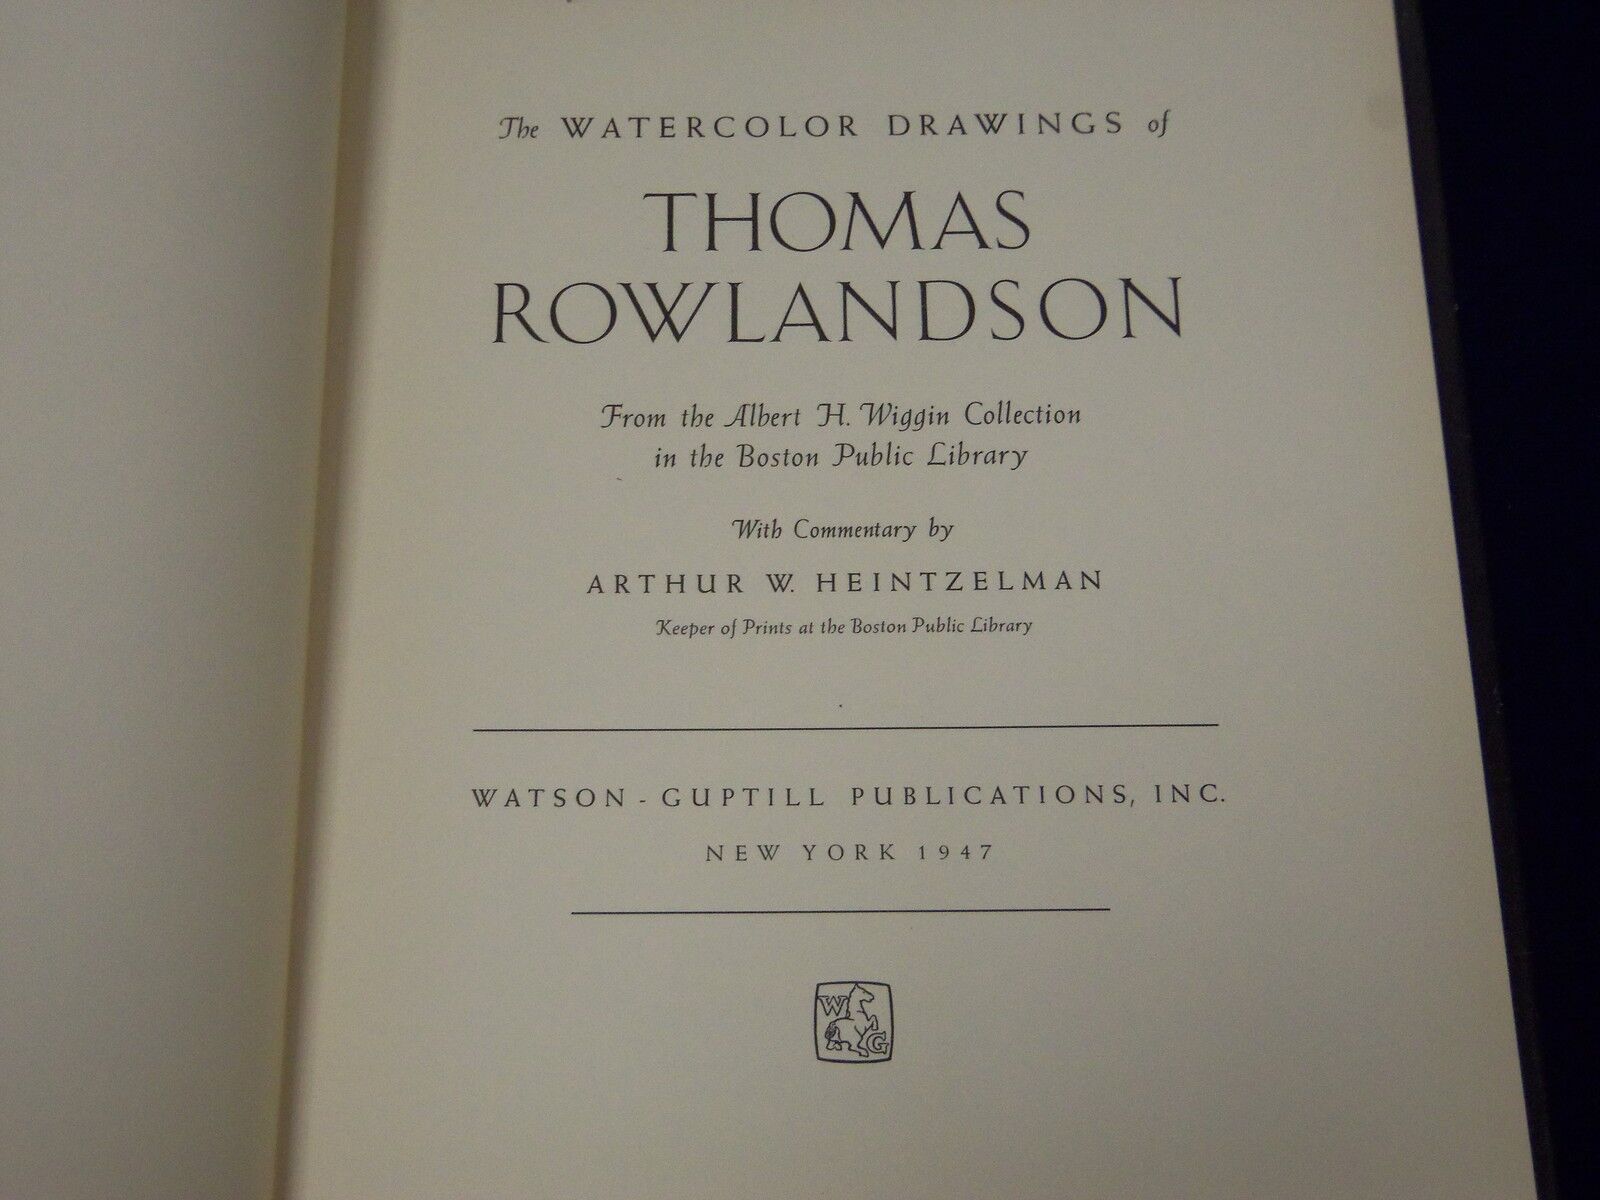 The WATERCOLOR DRAWINGS of
THOMAS
ROWLANDSON
From the Albert H. Wiggin Collection
in the Boston Public Library
With Commentary by
ARTHUR W. HEINTZELMAN
Keeper of Prints at the Boston Public Library
WATSON-GUPTILL PUBLICATIONS, INC.
NEW YORK 1947
W
G